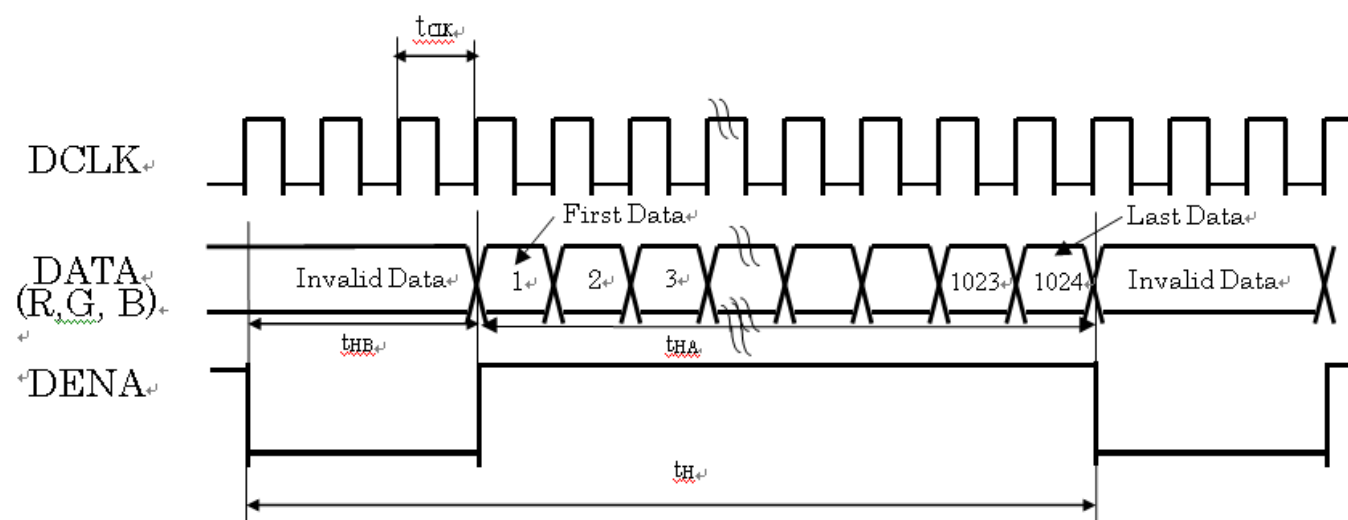 tCLK↵
DCLK↵
First Data↵
Last Data↵
DATA↵
(R,G, B)↵
Invalid Data↵
1↵
2↵
3↵
1023↵
1024↵
Invalid Data↵
↵
tHB↵
tHA↵
↵DENA↵
tH↵